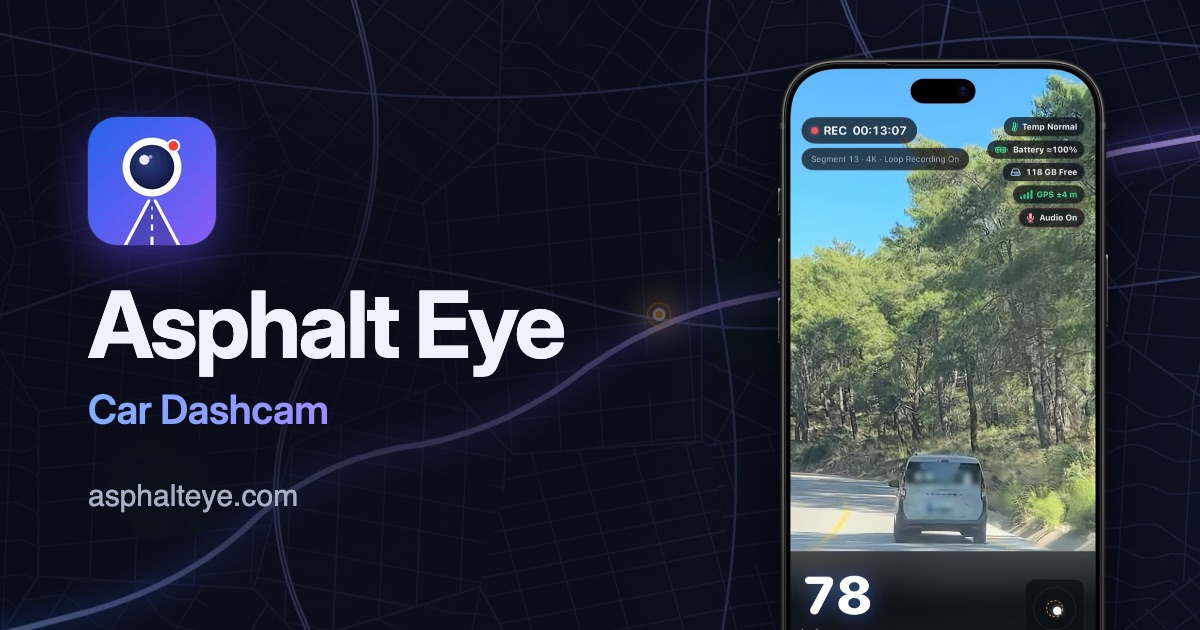 Asphalt Eye
Car Dashcam
asphalteye.com
REC 00:13:07
Segment 13 · 4K · Loop Recording On
Temp Normal
Battery ≈100%
118 GB Free
GPS ±4 m
Audio On
78